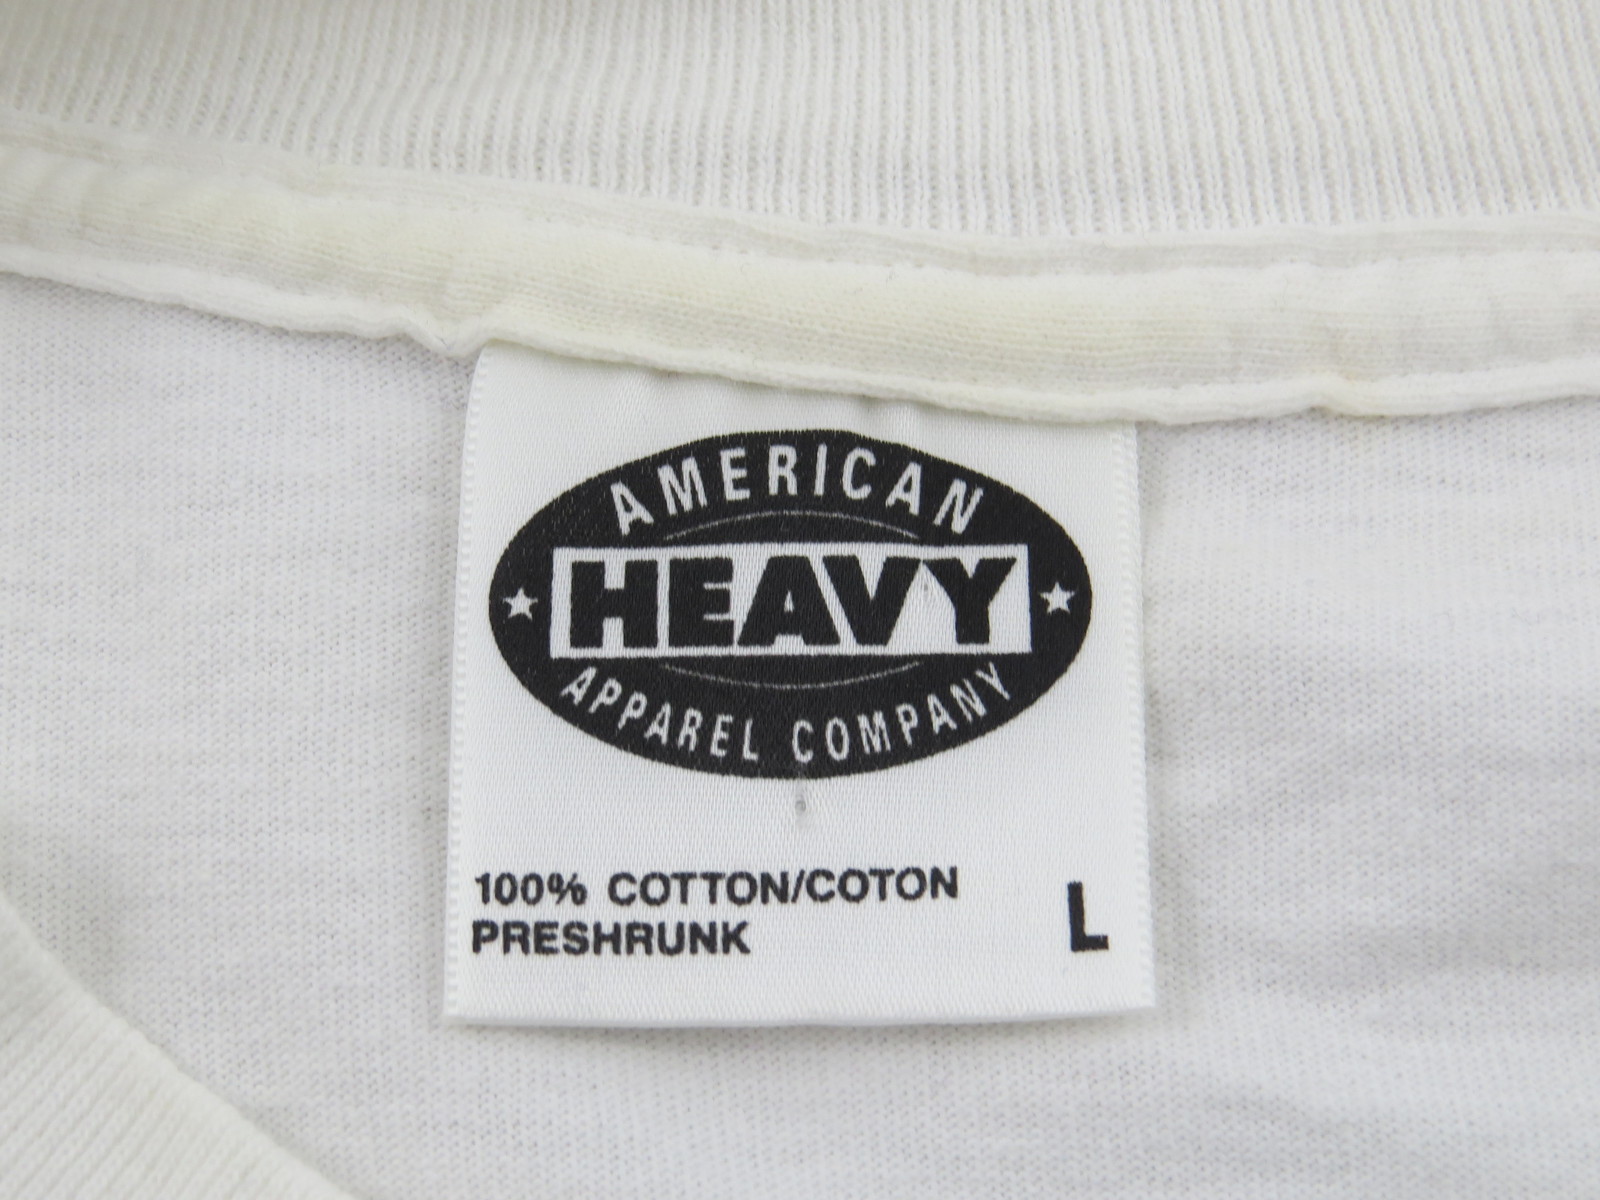 AMERICAN
HEAVY
APPAREL COMPANY
100% COTTON/COTON
PRESHRUNK
L